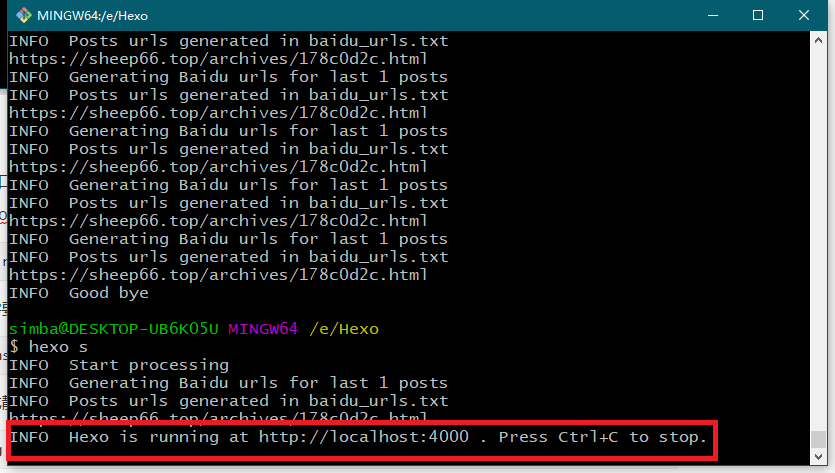 MINGW64:/e/Hexo
INFO  Posts urls generated in baidu_urls.txt
https://sheep66.top/archives/178c0d2c.html
INFO  Generating Baidu urls for last 1 posts
INFO  Posts urls generated in baidu_urls.txt
https://sheep66.top/archives/178c0d2c.html
INFO  Generating Baidu urls for last 1 posts
INFO  Posts urls generated in baidu_urls.txt
https://sheep66.top/archives/178c0d2c.html
INFO  Generating Baidu urls for last 1 posts
INFO  Posts urls generated in baidu_urls.txt
https://sheep66.top/archives/178c0d2c.html
INFO  Generating Baidu urls for last 1 posts
INFO  Posts urls generated in baidu_urls.txt
https://sheep66.top/archives/178c0d2c.html
INFO  Good bye
simba@DESKTOP-UB6K05U MINGW64 /e/Hexo
$ hexo s
INFO  Start processing
INFO  Generating Baidu urls for last 1 posts
INFO  Posts urls generated in baidu_urls.txt
https://sheep66.top/archives/178c0d2c.html
INFO  Hexo is running at http://localhost:4000 . Press Ctrl+C to stop.